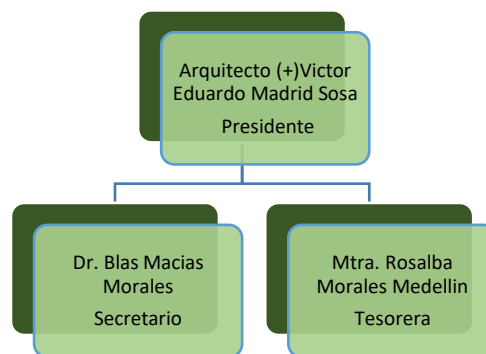 Arquitecto (+)Victor
Eduardo Madrid Sosa
Presidente
Dr. Blas Macias
Morales
Secretario
Mtra. Rosalba
Morales Medellin
Tesorera